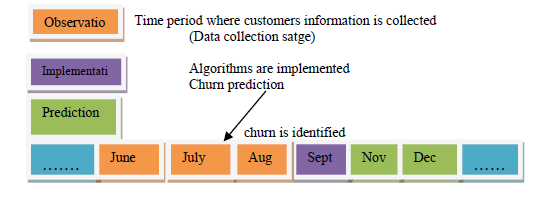 Observatio
Time period where customers information is collected
(Data collection satge)
Implementati
Algorithms are implemented
Churn prediction
Prediction
churn is identified
....... June July Aug Sept Nov Dec ......